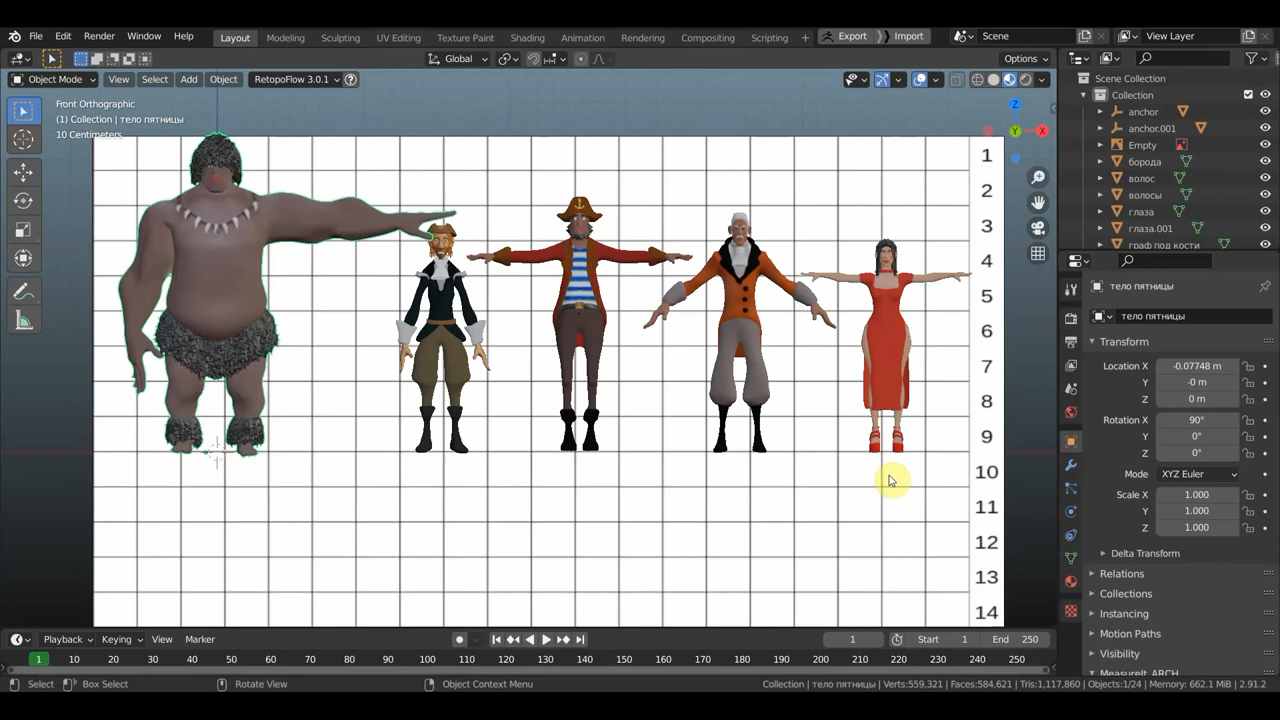 File Edit Render Window Help Layout Modeling Sculpting UV Editing Texture Paint Shading Animation Rendering Compositing Scripting + Export Import Scene View Layer
Global Options
Object Mode View Select Add Object RetopoFlow 3.0.1
Front Orthographic
(1) Collection | тело пятницы
10 Centimeters
Z
Y
X
1
2
3
4
5
6
7
8
9
10
11
12
13
14
Scene Collection
Collection
anchor
anchor.001
Empty
борода
волос
волосы
глаза
глаза.001
граф под кости
тело пятницы
тело пятницы
Transform
Location X -0.07748 m
Y -0 m
Z 0 m
Rotation X 90°
Y 0°
Z 0°
Mode XYZ Euler
Scale X 1.000
Y 1.000
Z 1.000
Delta Transform
Relations
Collections
Instancing
Motion Paths
Visibility
MeasureIt_ARCH
Playback Keying View Marker 1 Start 1 End 250
1 10 20 30 40 50 60 70 80 90 100 110 120 130 140 150 160 170 180 190 200 210 220 230 240 250
Select Box Select Rotate View Object Context Menu Collection | тело пятницы | Verts:559,321 | Faces:584,621 | Tris:1,117,860 | Objects:1/24 | Memory: 662.1 MiB | 2.91.2